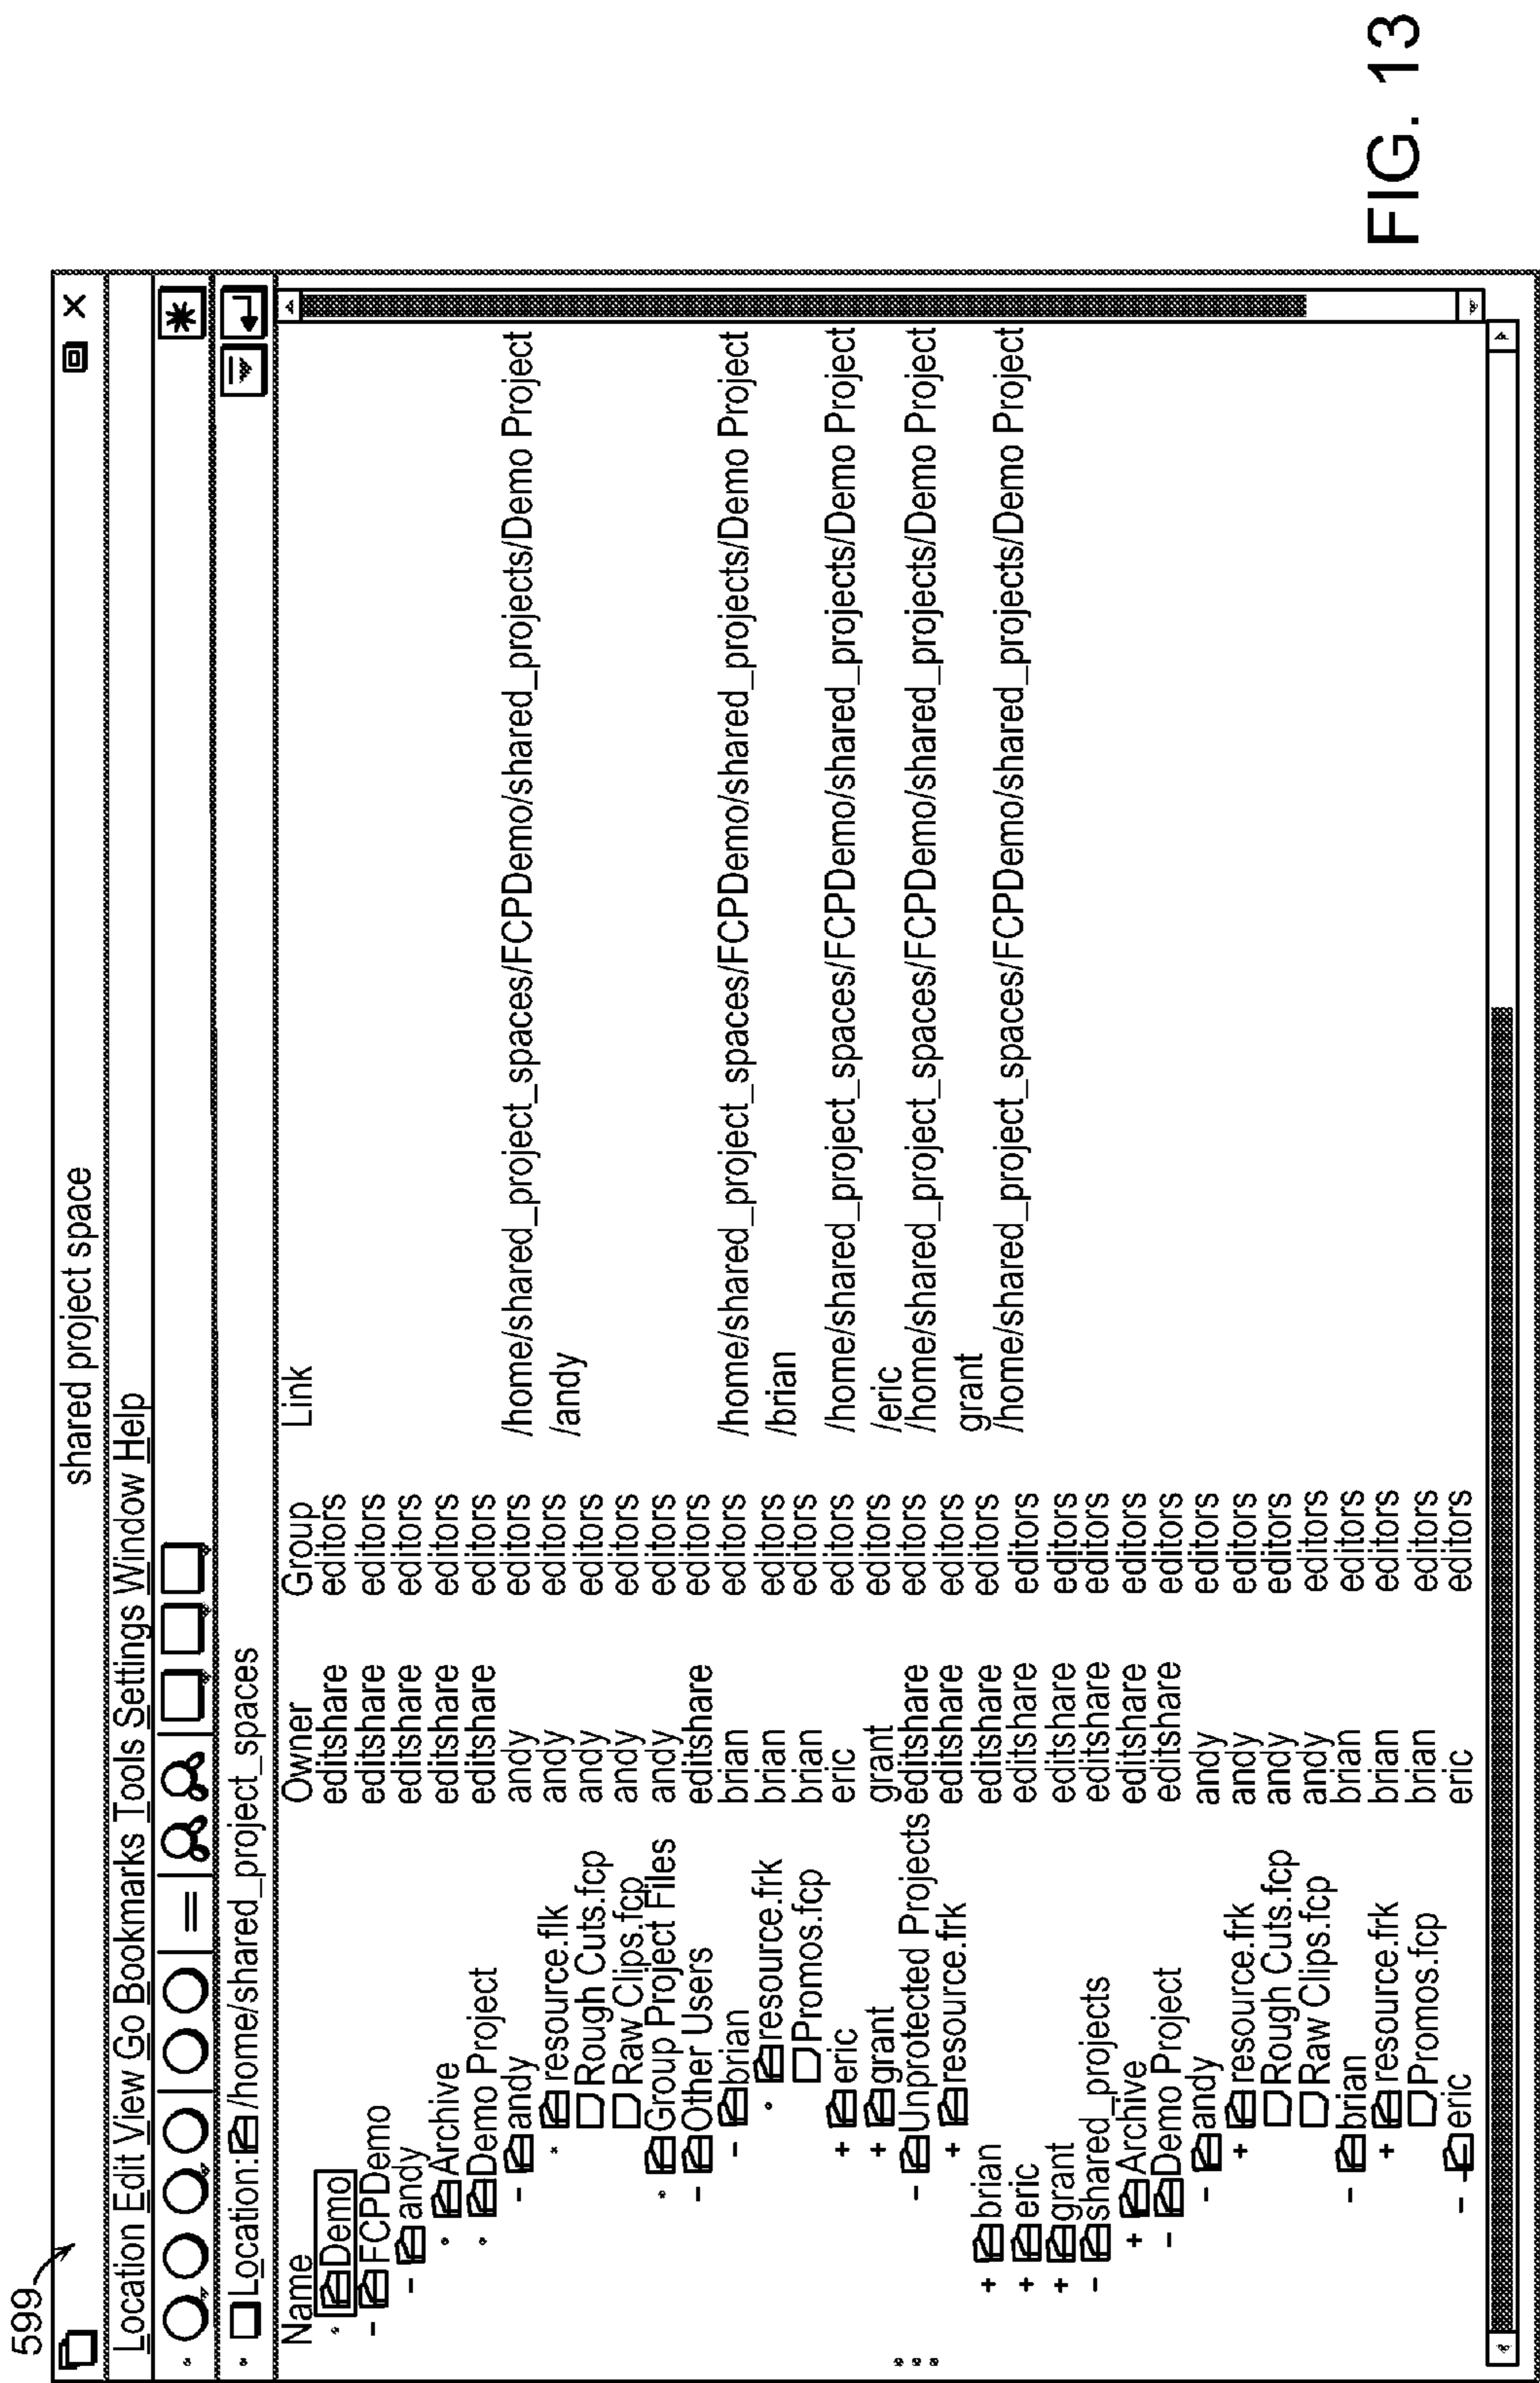 599
shared project space
Location Edit View Go Bookmarks Tools Settings Window Help
Location: /home/shared_project_spaces
Name Owner Group Link
Demo editshare editors
FCPDemo editshare editors
andy editshare editors
Archive editshare editors
Demo Project editshare editors
andy andy editors /home/shared_project_spaces/FCPDemo/shared_projects/Demo Project
resource.flk andy editors /andy
Rough Cuts.fcp andy editors
Raw Clips.fcp andy editors
Group Project Files andy editors
Other Users editshare editors
brian brian editors /home/shared_project_spaces/FCPDemo/shared_projects/Demo Project
resource.frk brian editors /brian
Promos.fcp brian editors
eric eric editors /home/shared_project_spaces/FCPDemo/shared_projects/Demo Project
grant grant editors /eric
Unprotected Projects editshare editors /home/shared_project_spaces/FCPDemo/shared_projects/Demo Project
resource.frk editshare editors grant
brian editshare editors /home/shared_project_spaces/FCPDemo/shared_projects/Demo Project
eric editshare editors
grant editshare editors
shared_projects editshare editors
Archive editshare editors
Demo Project editshare editors
andy andy editors
resource.frk andy editors
Rough Cuts.fcp andy editors
Raw Clips.fcp andy editors
brian brian editors
resource.frk brian editors
Promos.fcp brian editors
eric eric editors
FIG. 13